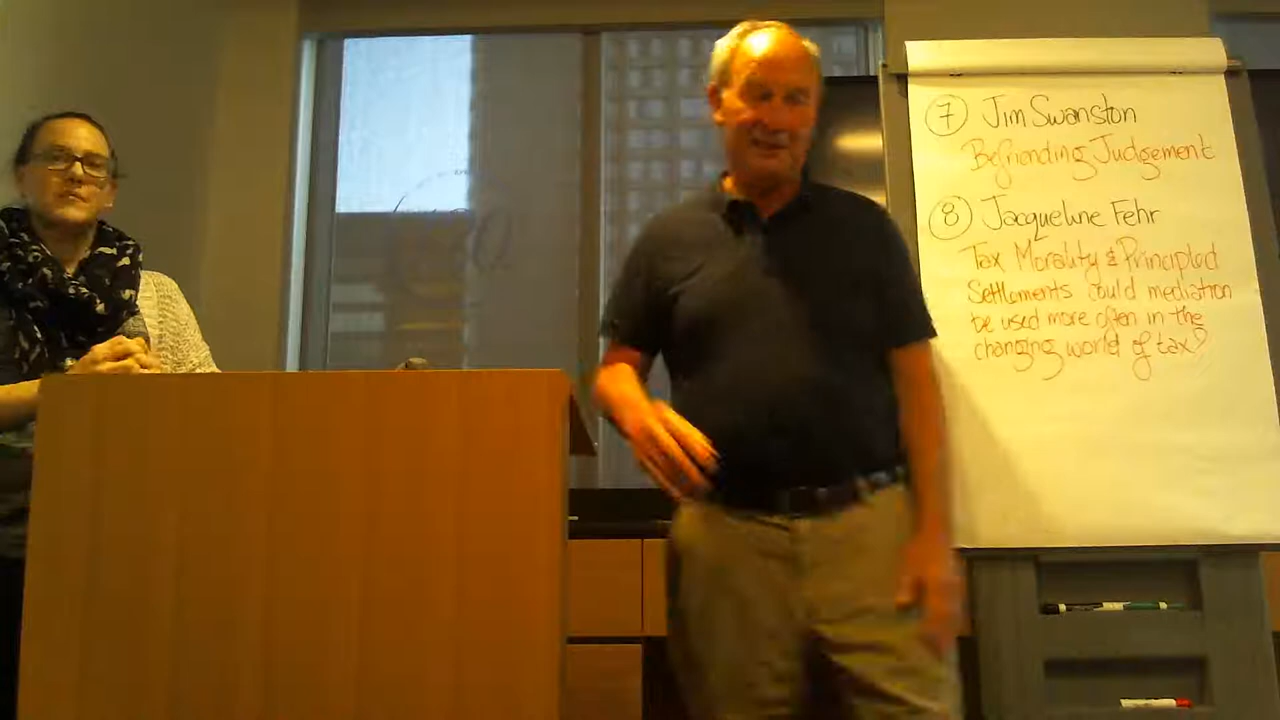 7 Jim Swanston
Befriending Judgement
8 Jacqueline Fehr
Tax Morality & Principled
Settlements could mediation
be used more often in the
changing world of tax?